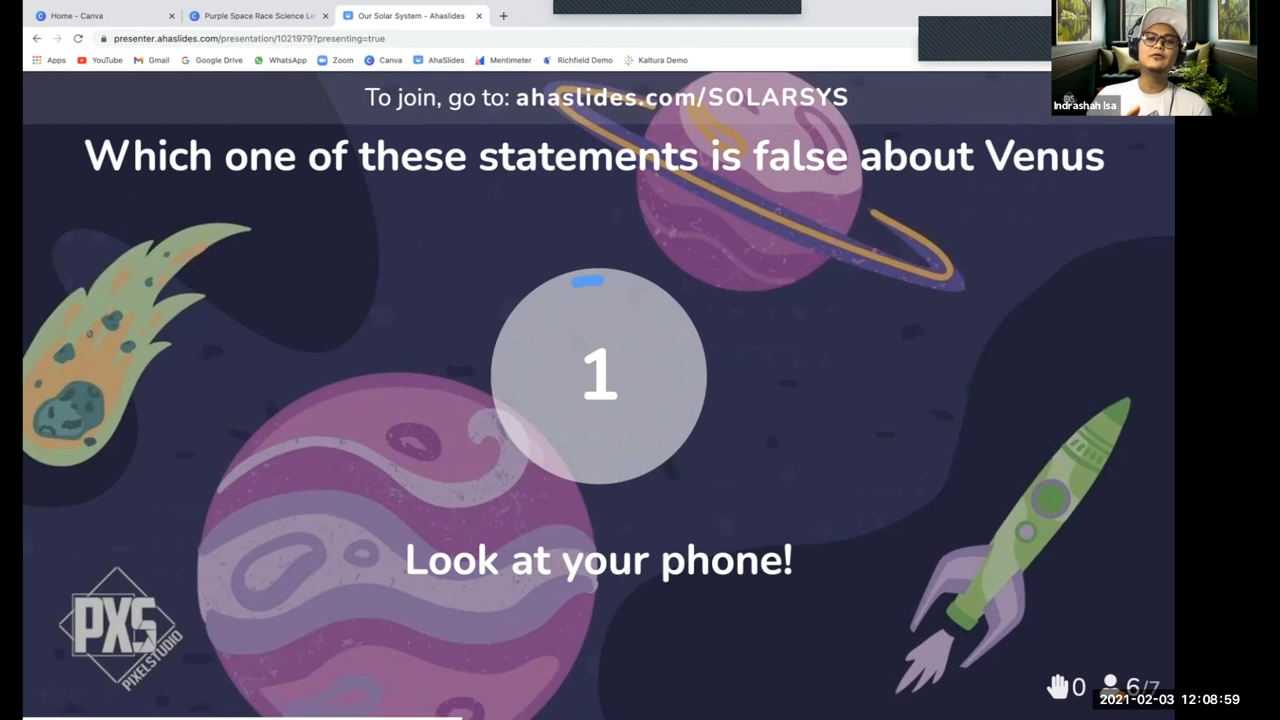 Home - Canva
Purple Space Race Science Le
Our Solar System - Ahaslides
presenter.ahaslides.com/presentation/1021979?presenting=true
Apps
YouTube
Gmail
Google Drive
WhatsApp
Zoom
Canva
AhaSlides
Mentimeter
Richfield Demo
Kaltura Demo
Indrashah Isa
To join, go to: ahaslides.com/SOLARSYS
Which one of these statements is false about Venus
1
Look at your phone!
PXS
PIXELSTUDIO
0
6/7
2021-02-03 12:08:59